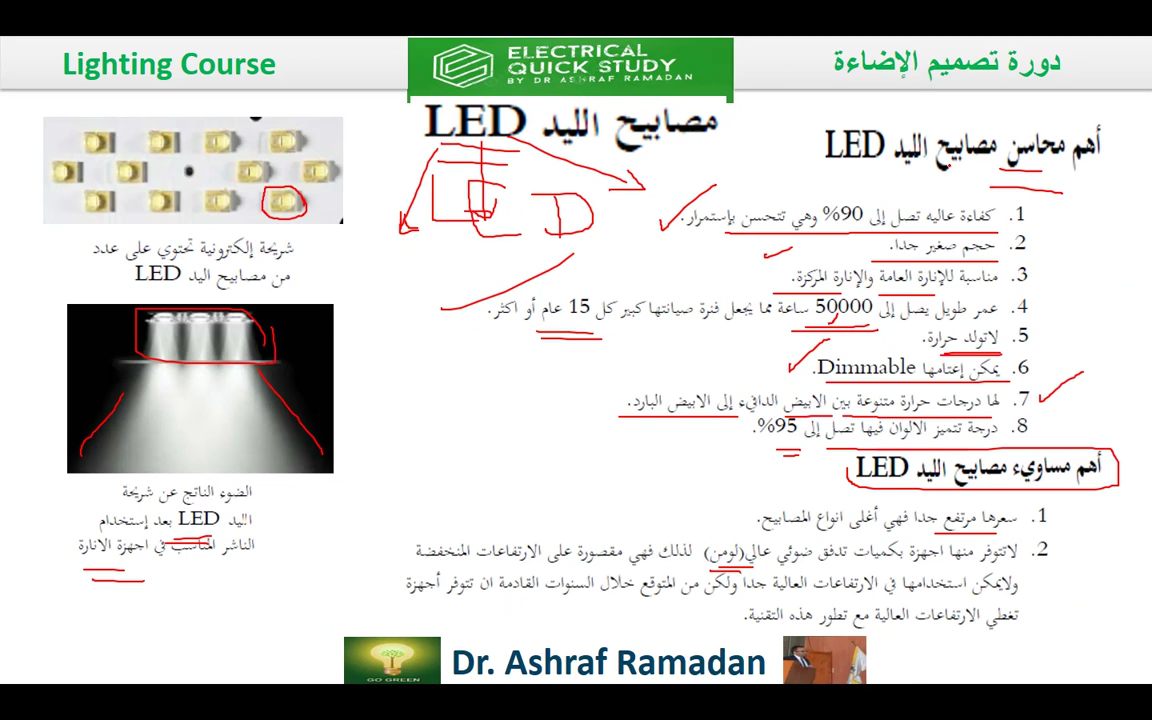 Lighting Course
ELECTRICAL
QUICK STUDY
BY DR ASHRAF RAMADAN
دورة تصميم الإضاءة
مصابيح الليد LED
LED
أهم محاسن مصابيح الليد LED
1. كفاءة عاليه تصل إلى 90% وهي تتحسن بإستمرار.
2. حجم صغير جدا.
3. مناسبة للإنارة العامة والإنارة المركزة.
4. عمر طويل يصل إلى 50000 ساعة مما يجعل فترة صيانتها كبير كل 15 عام أو اكثر.
5. لاتولد حرارة.
6. يمكن إعتامها Dimmable.
7. لها درجات حرارة متنوعة بين الابيض الدافيء إلى الابيض البارد.
8. درجة تتميز الالوان فيها تصل إلى 95%.
أهم مساويء مصابيح الليد LED
1. سعرها مرتفع جدا فهي أغلى انواع المصابيح.
2. لاتتوفر منها اجهزة بكميات تدفق ضوئي عالي(لومن) لذلك فهي مقصورة على الارتفاعات المنخفضة
ولايمكن استخدامها في الارتفاعات العالية جدا ولكن من المتوقع خلال السنوات القادمة ان تتوفر أجهزة
تغطي الارتفاعات العالية مع تطور هذه التقنية.
شريحة إلكترونية تحتوي على عدد
من مصابيح اليد LED
الضوء الناتج عن شريحة
الليد LED بعد إستخدام
الناشر المناسب في اجهزة الانارة
GO GREEN
Dr. Ashraf Ramadan